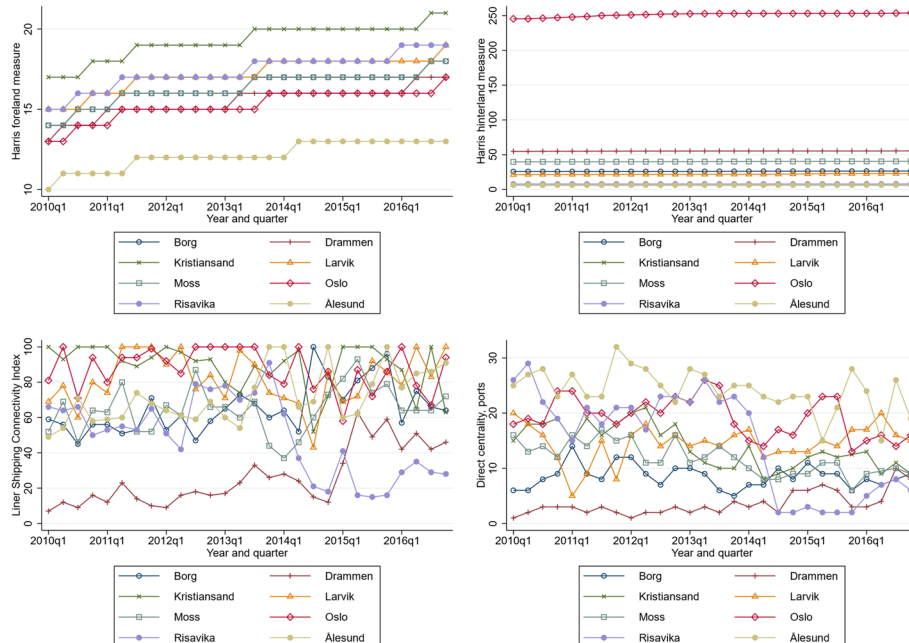 Harris foreland measure
20
15
10
2010q1 2011q1 2012q1 2013q1 2014q1 2015q1 2016q1
Year and quarter
Borg Drammen
Kristiansand Larvik
Moss Oslo
Risavika Ålesund
Harris hinterland measure
250
200
150
100
50
0
2010q1 2011q1 2012q1 2013q1 2014q1 2015q1 2016q1
Year and quarter
Borg Drammen
Kristiansand Larvik
Moss Oslo
Risavika Ålesund
Liner Shipping Connectivity Index
100
80
60
40
20
0
2010q1 2011q1 2012q1 2013q1 2014q1 2015q1 2016q1
Year and quarter
Borg Drammen
Kristiansand Larvik
Moss Oslo
Risavika Ålesund
Direct centrality, ports
30
20
10
0
2010q1 2011q1 2012q1 2013q1 2014q1 2015q1 2016q1
Year and quarter
Borg Drammen
Kristiansand Larvik
Moss Oslo
Risavika Ålesund